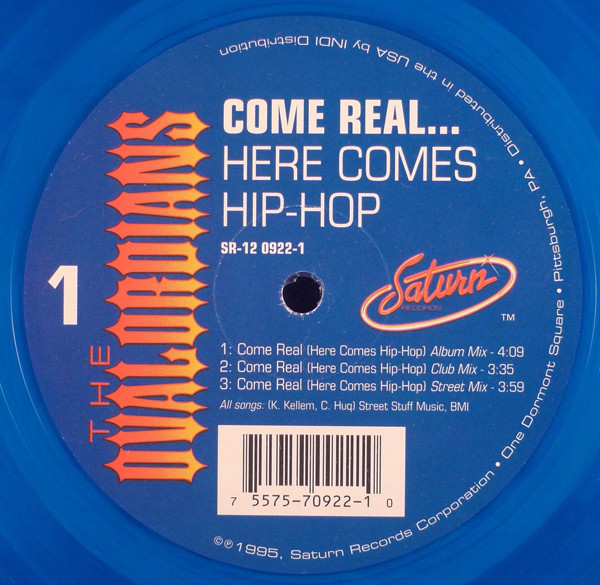 COME REAL...
HERE COMES
HIP-HOP
SR-12 0922-1
THE
OVAL.ORDIANS
1
Saturn
RECORDS
™
1: Come Real (Here Comes Hip-Hop) Album Mix - 4:09
2: Come Real (Here Comes Hip-Hop) Club Mix - 3:35
3: Come Real (Here Comes Hip-Hop) Street Mix - 3:59
All songs: (K. Kellem, C. Huq) Street Stuff Music, BMI
7 5575-70922-1 0
©℗1995, Saturn Records Corporation • One Dormont Square • Pittsburgh, PA • Distributed in the USA by INDI Distribution